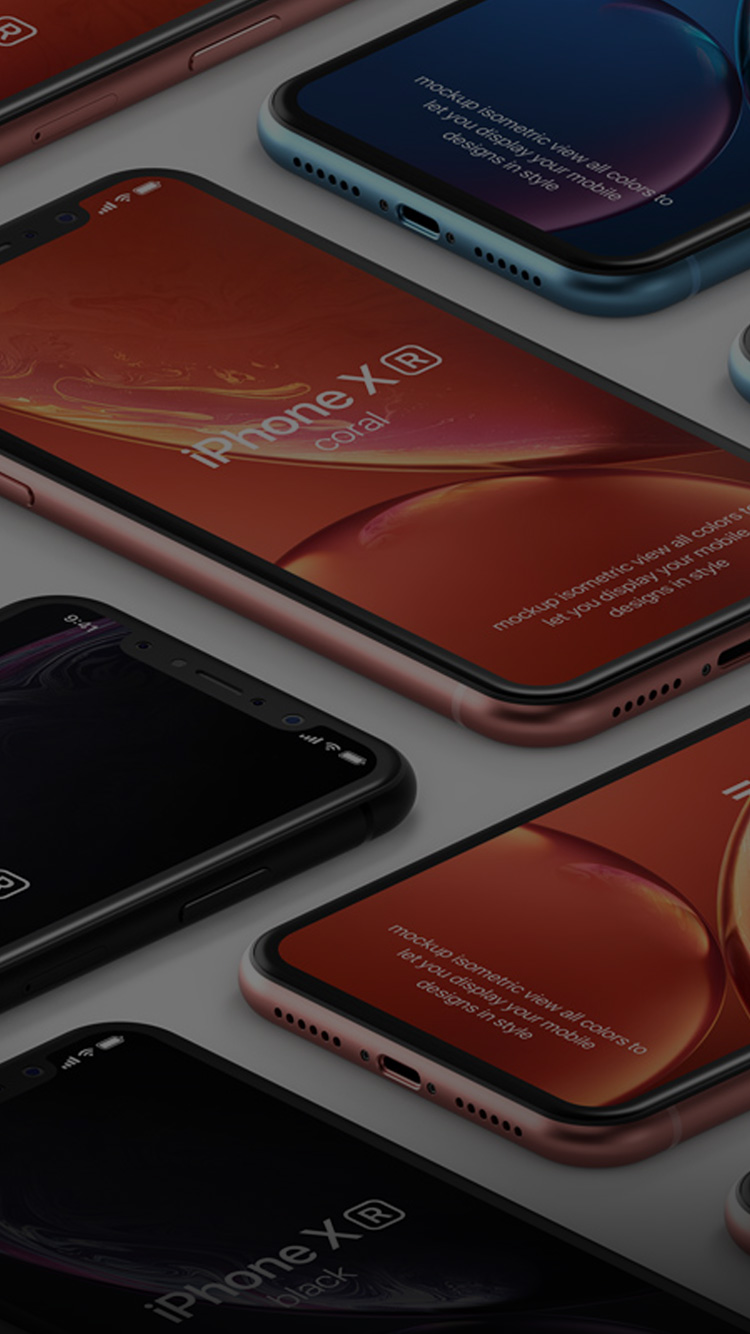 R
mockup isometric view all colors to
let you display your mobile
designs in style
iPhone X R
coral
mockup isometric view all colors to
let you display your mobile
designs in style
9:41
R
mockup isometric view all colors to
let you display your mobile
designs in style
iPhone X R
black